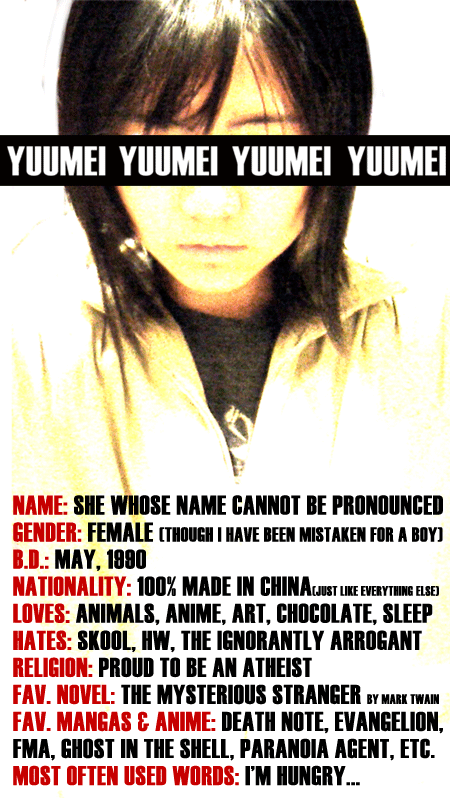 YUUMEI YUUMEI YUUMEI YUUMEI
NAME: SHE WHOSE NAME CANNOT BE PRONOUNCED
GENDER: FEMALE (THOUGH I HAVE BEEN MISTAKEN FOR A BOY)
B.D.: MAY, 1990
NATIONALITY: 100% MADE IN CHINA(JUST LIKE EVERYTHING ELSE)
LOVES: ANIMALS, ANIME, ART, CHOCOLATE, SLEEP
HATES: SKOOL, HW, THE IGNORANTLY ARROGANT
RELIGION: PROUD TO BE AN ATHEIST
FAV. NOVEL: THE MYSTERIOUS STRANGER BY MARK TWAIN
FAV. MANGAS & ANIME: DEATH NOTE, EVANGELION,
FMA, GHOST IN THE SHELL, PARANOIA AGENT, ETC.
MOST OFTEN USED WORDS: I'M HUNGRY...